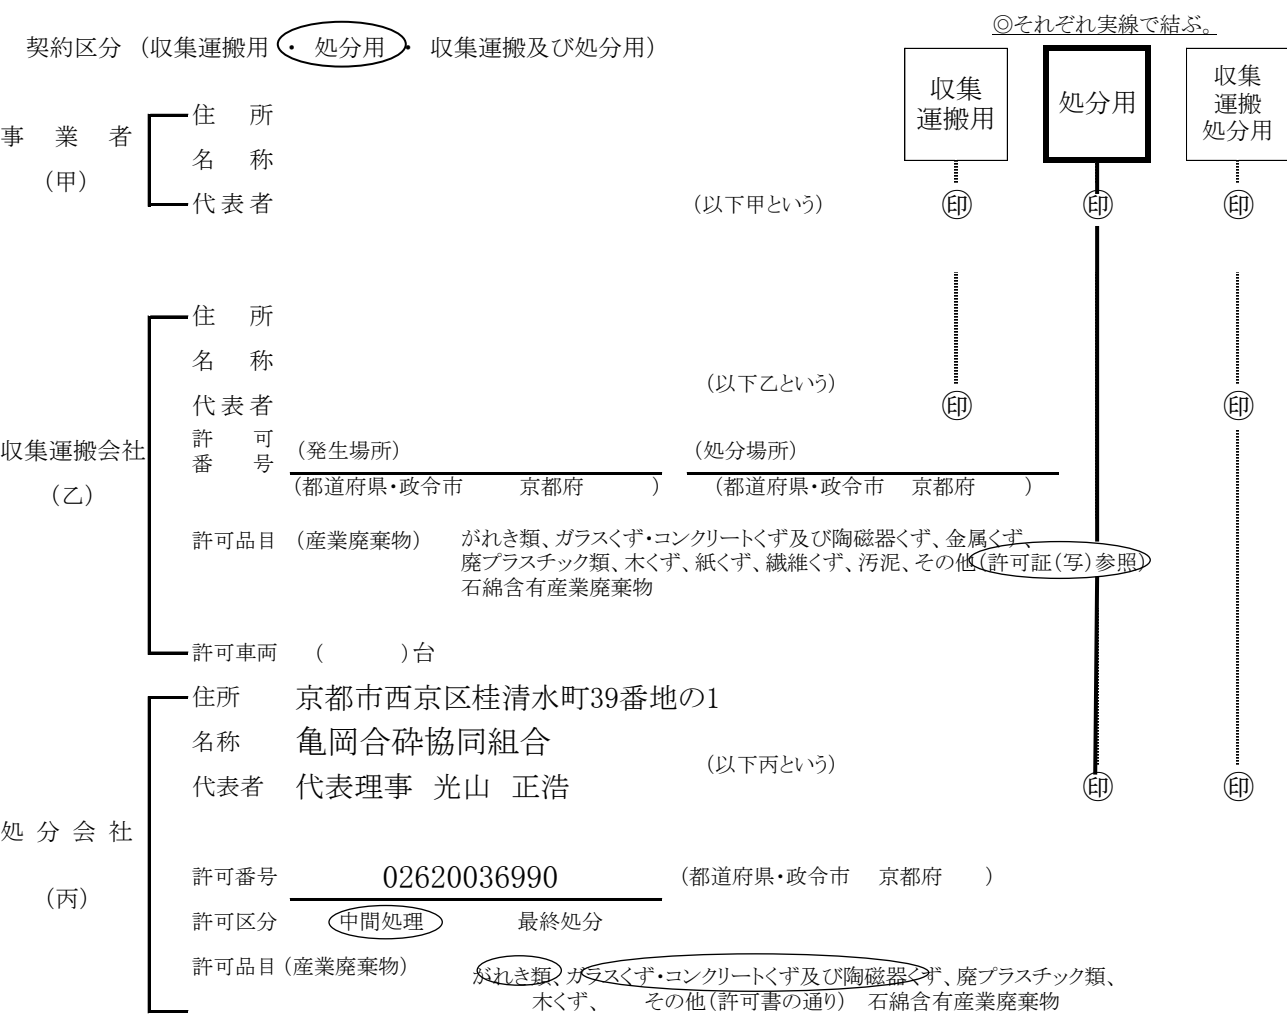 ◎それぞれ実線で結ぶ。
契約区分 (収集運搬用 ・ 処分用 ・ 収集運搬及び処分用)
収集
運搬用
処分用
収集
運搬
処分用
事 業 者
(甲)
住 所
名 称
代表者 (以下甲という) ㊞ ㊞ ㊞
収集運搬会社
(乙)
住 所
名 称
(以下乙という)
代表者 ㊞ ㊞
許 可
番 号
(発生場所) (処分場所)
(都道府県・政令市 京都府 ) (都道府県・政令市 京都府 )
許可品目 (産業廃棄物) がれき類、ガラスくず・コンクリートくず及び陶磁器くず、金属くず、
廃プラスチック類、木くず、紙くず、繊維くず、汚泥、その他(許可証(写)参照)
石綿含有産業廃棄物
許可車両 ( )台
処 分 会 社
(丙)
住所 京都市西京区桂清水町39番地の1
名称 亀岡合砕協同組合
(以下丙という)
代表者 代表理事 光山 正浩 ㊞ ㊞
許可番号 02620036990 (都道府県・政令市 京都府 )
許可区分 中間処理 最終処分
許可品目(産業廃棄物) がれき類、ガラスくず・コンクリートくず及び陶磁器くず、廃プラスチック類、
木くず、 その他(許可書の通り) 石綿含有産業廃棄物